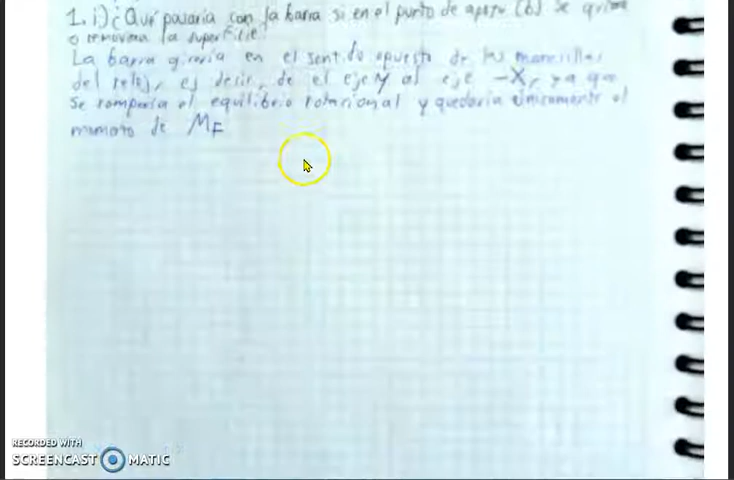 1. i) ¿Qué pasaría con la barra si en el punto de apoyo (b) se
o removiera la superficie?
La barra giraría en el sentido opuesto de las manecillas
del reloj, es decir, de el eje y al eje -X, ya que
se rompería el equilibrio rotacional y quedaría únicamente el
momento de MF
RECORDED WITH
SCREENCAST MATIC